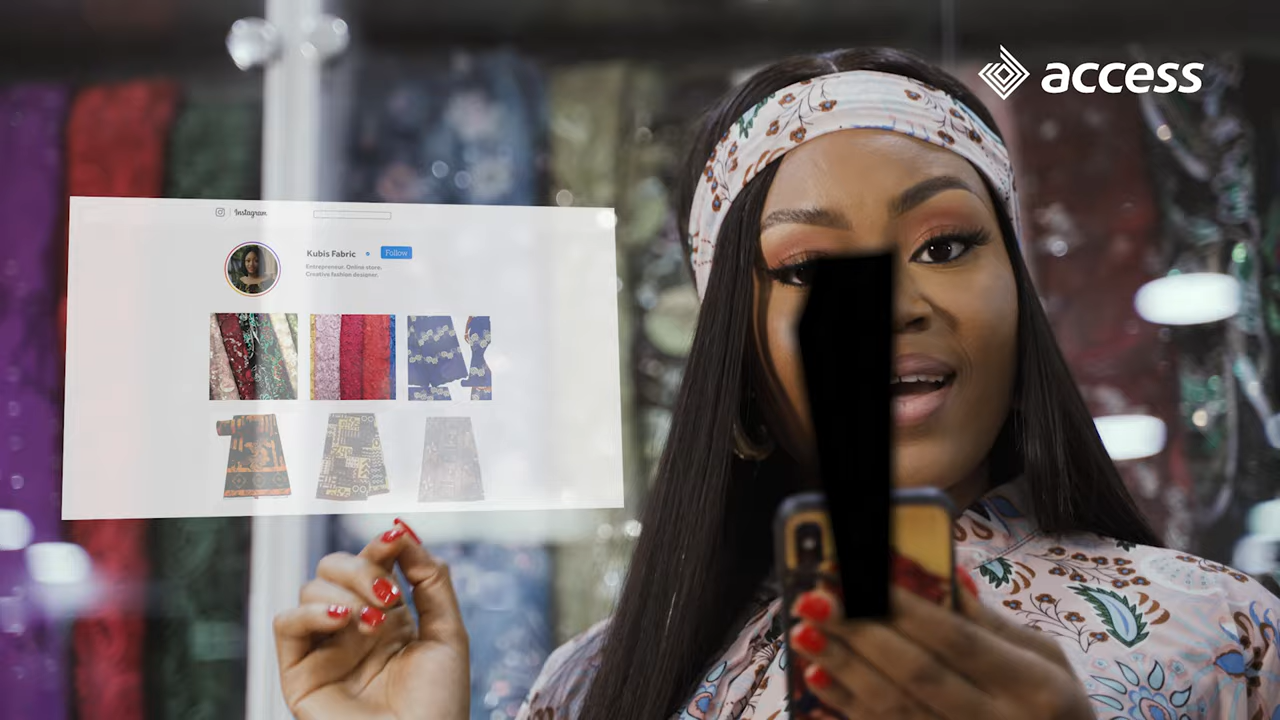 access
Instagram
Kubis Fabric
Follow
Entrepreneur. Online store.
Creative fashion designer.